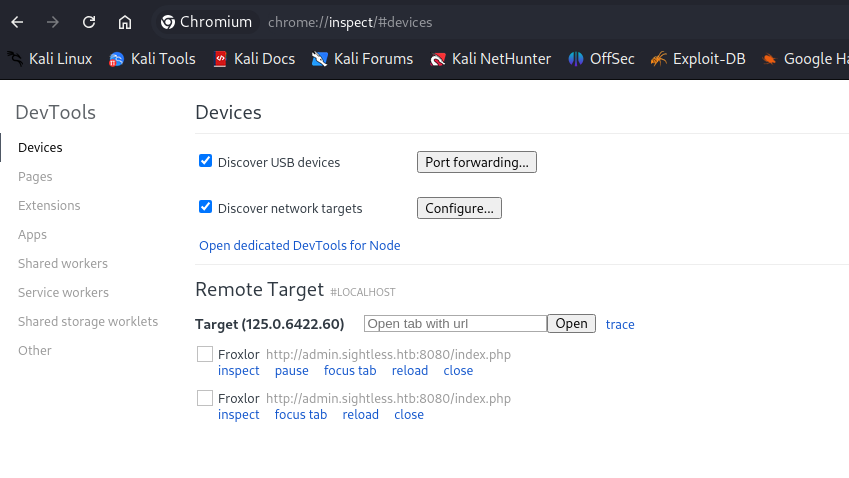 Chromium chrome://inspect/#devices
Kali Linux Kali Tools Kali Docs Kali Forums Kali NetHunter OffSec Exploit-DB Google Ha
DevTools
Devices
Pages
Extensions
Apps
Shared workers
Service workers
Shared storage worklets
Other
Devices
Discover USB devices Port forwarding...
Discover network targets Configure...
Open dedicated DevTools for Node
Remote Target #LOCALHOST
Target (125.0.6422.60) Open tab with url Open trace
Froxlor http://admin.sightless.htb:8080/index.php
inspect pause focus tab reload close
Froxlor http://admin.sightless.htb:8080/index.php
inspect focus tab reload close